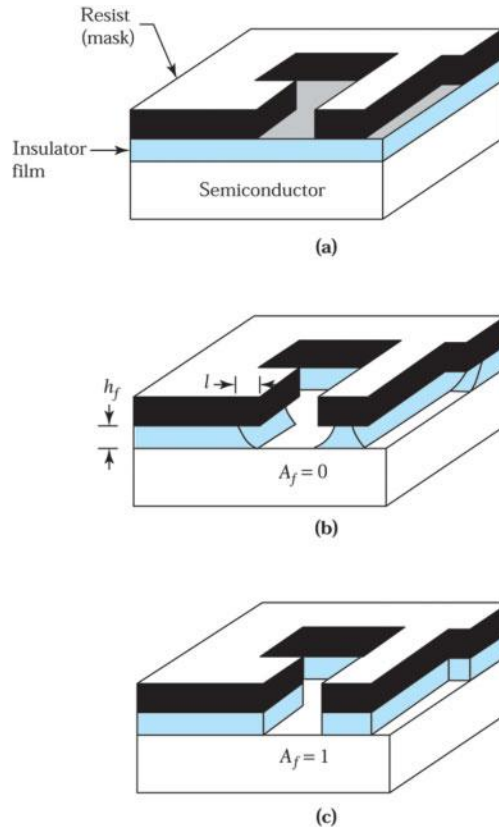 Resist
(mask)
Insulator
film
Semiconductor
(a)
l
h_f
A_f = 0
(b)
A_f = 1
(c)